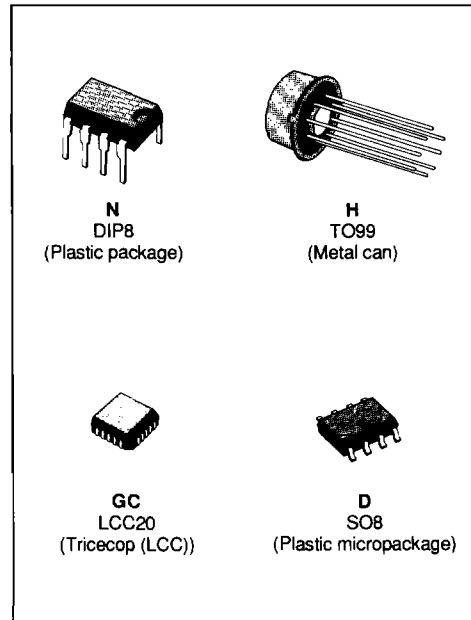 N
DIP8
(Plastic package)
H
TO99
(Metal can)
GC
LCC20
(Tricecop (LCC))
D
SO8
(Plastic micropackage)